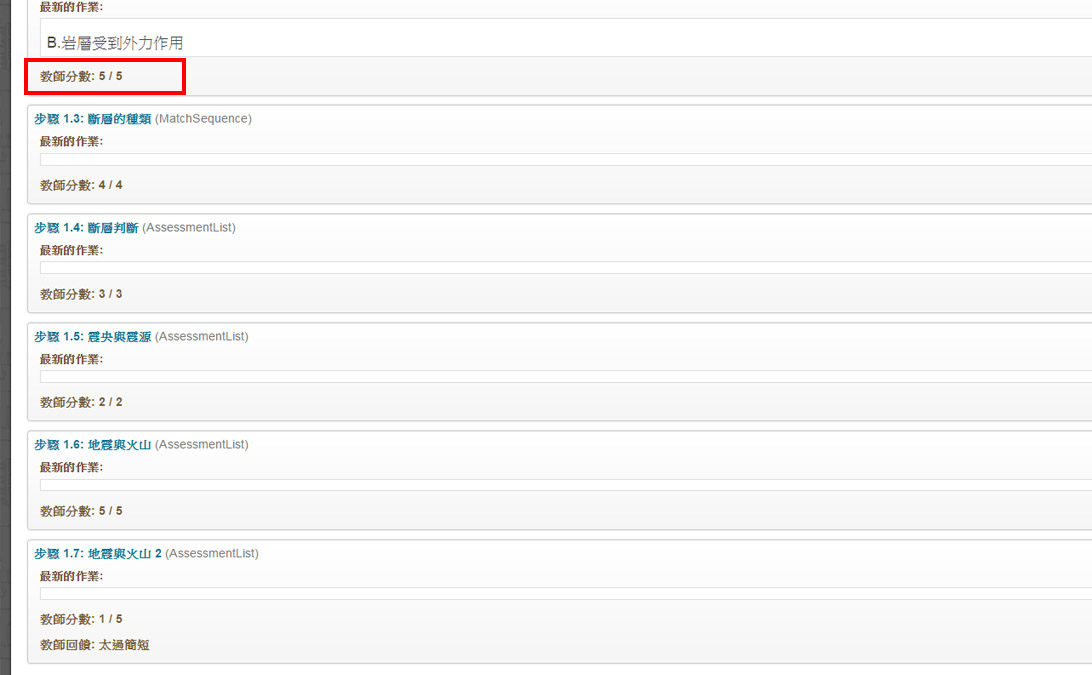 最新的作業:
B.岩層受到外力作用
教師分數: 5 / 5
步驟 1.3: 斷層的種類 (MatchSequence)
最新的作業:
教師分數: 4 / 4
步驟 1.4: 斷層判斷 (AssessmentList)
最新的作業:
教師分數: 3 / 3
步驟 1.5: 震央與震源 (AssessmentList)
最新的作業:
教師分數: 2 / 2
步驟 1.6: 地震與火山 (AssessmentList)
最新的作業:
教師分數: 5 / 5
步驟 1.7: 地震與火山 2 (AssessmentList)
最新的作業:
教師分數: 1 / 5
教師回饋: 太過簡短